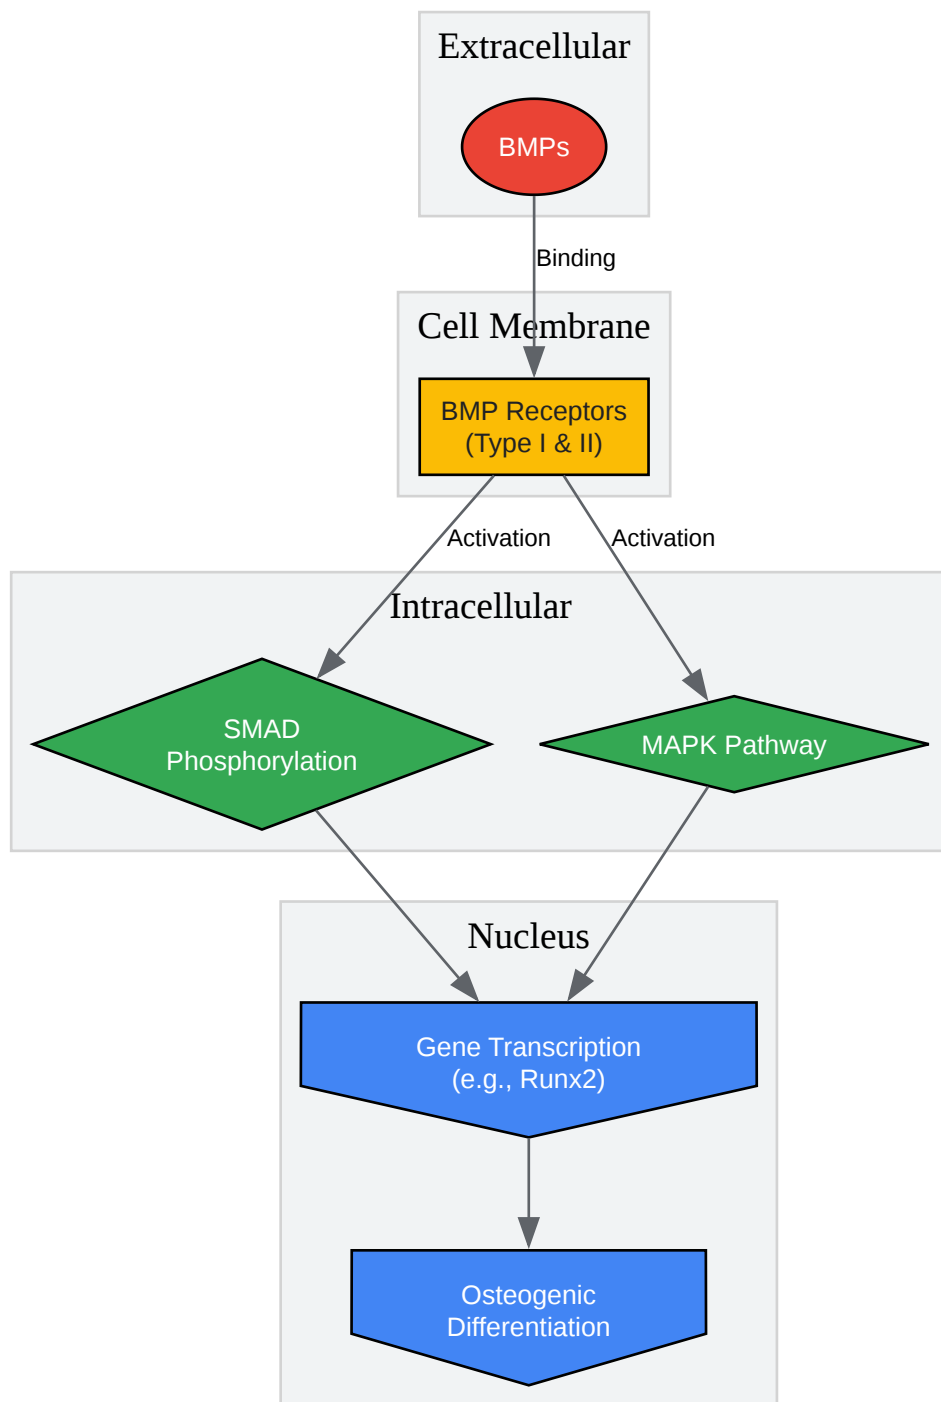 Extracellular
BMPs
Binding
Cell Membrane
BMP Receptors
(Type I & II)
Activation
Activation
Intracellular
SMAD
Phosphorylation
MAPK Pathway
Nucleus
Gene Transcription
(e.g., Runx2)
Osteogenic
Differentiation